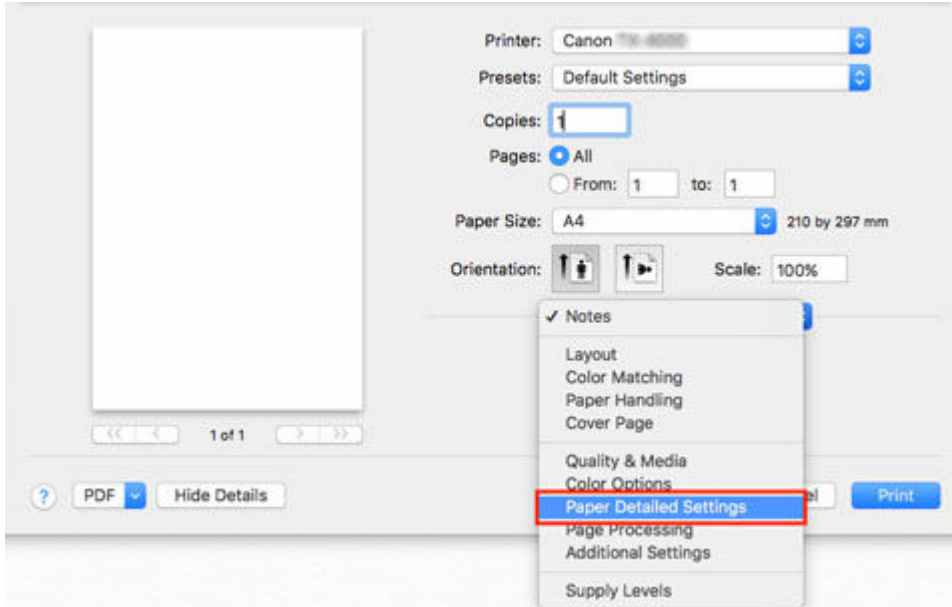 Printer: Canon
Presets: Default Settings
Copies: 1
Pages: All
From: 1 to: 1
Paper Size: A4 210 by 297 mm
Orientation: Scale: 100%
✓ Notes
Layout
Color Matching
Paper Handling
Cover Page
1 of 1
Quality & Media
Color Options
? PDF Hide Details Paper Detailed Settings Print
Page Processing
Additional Settings
Supply Levels